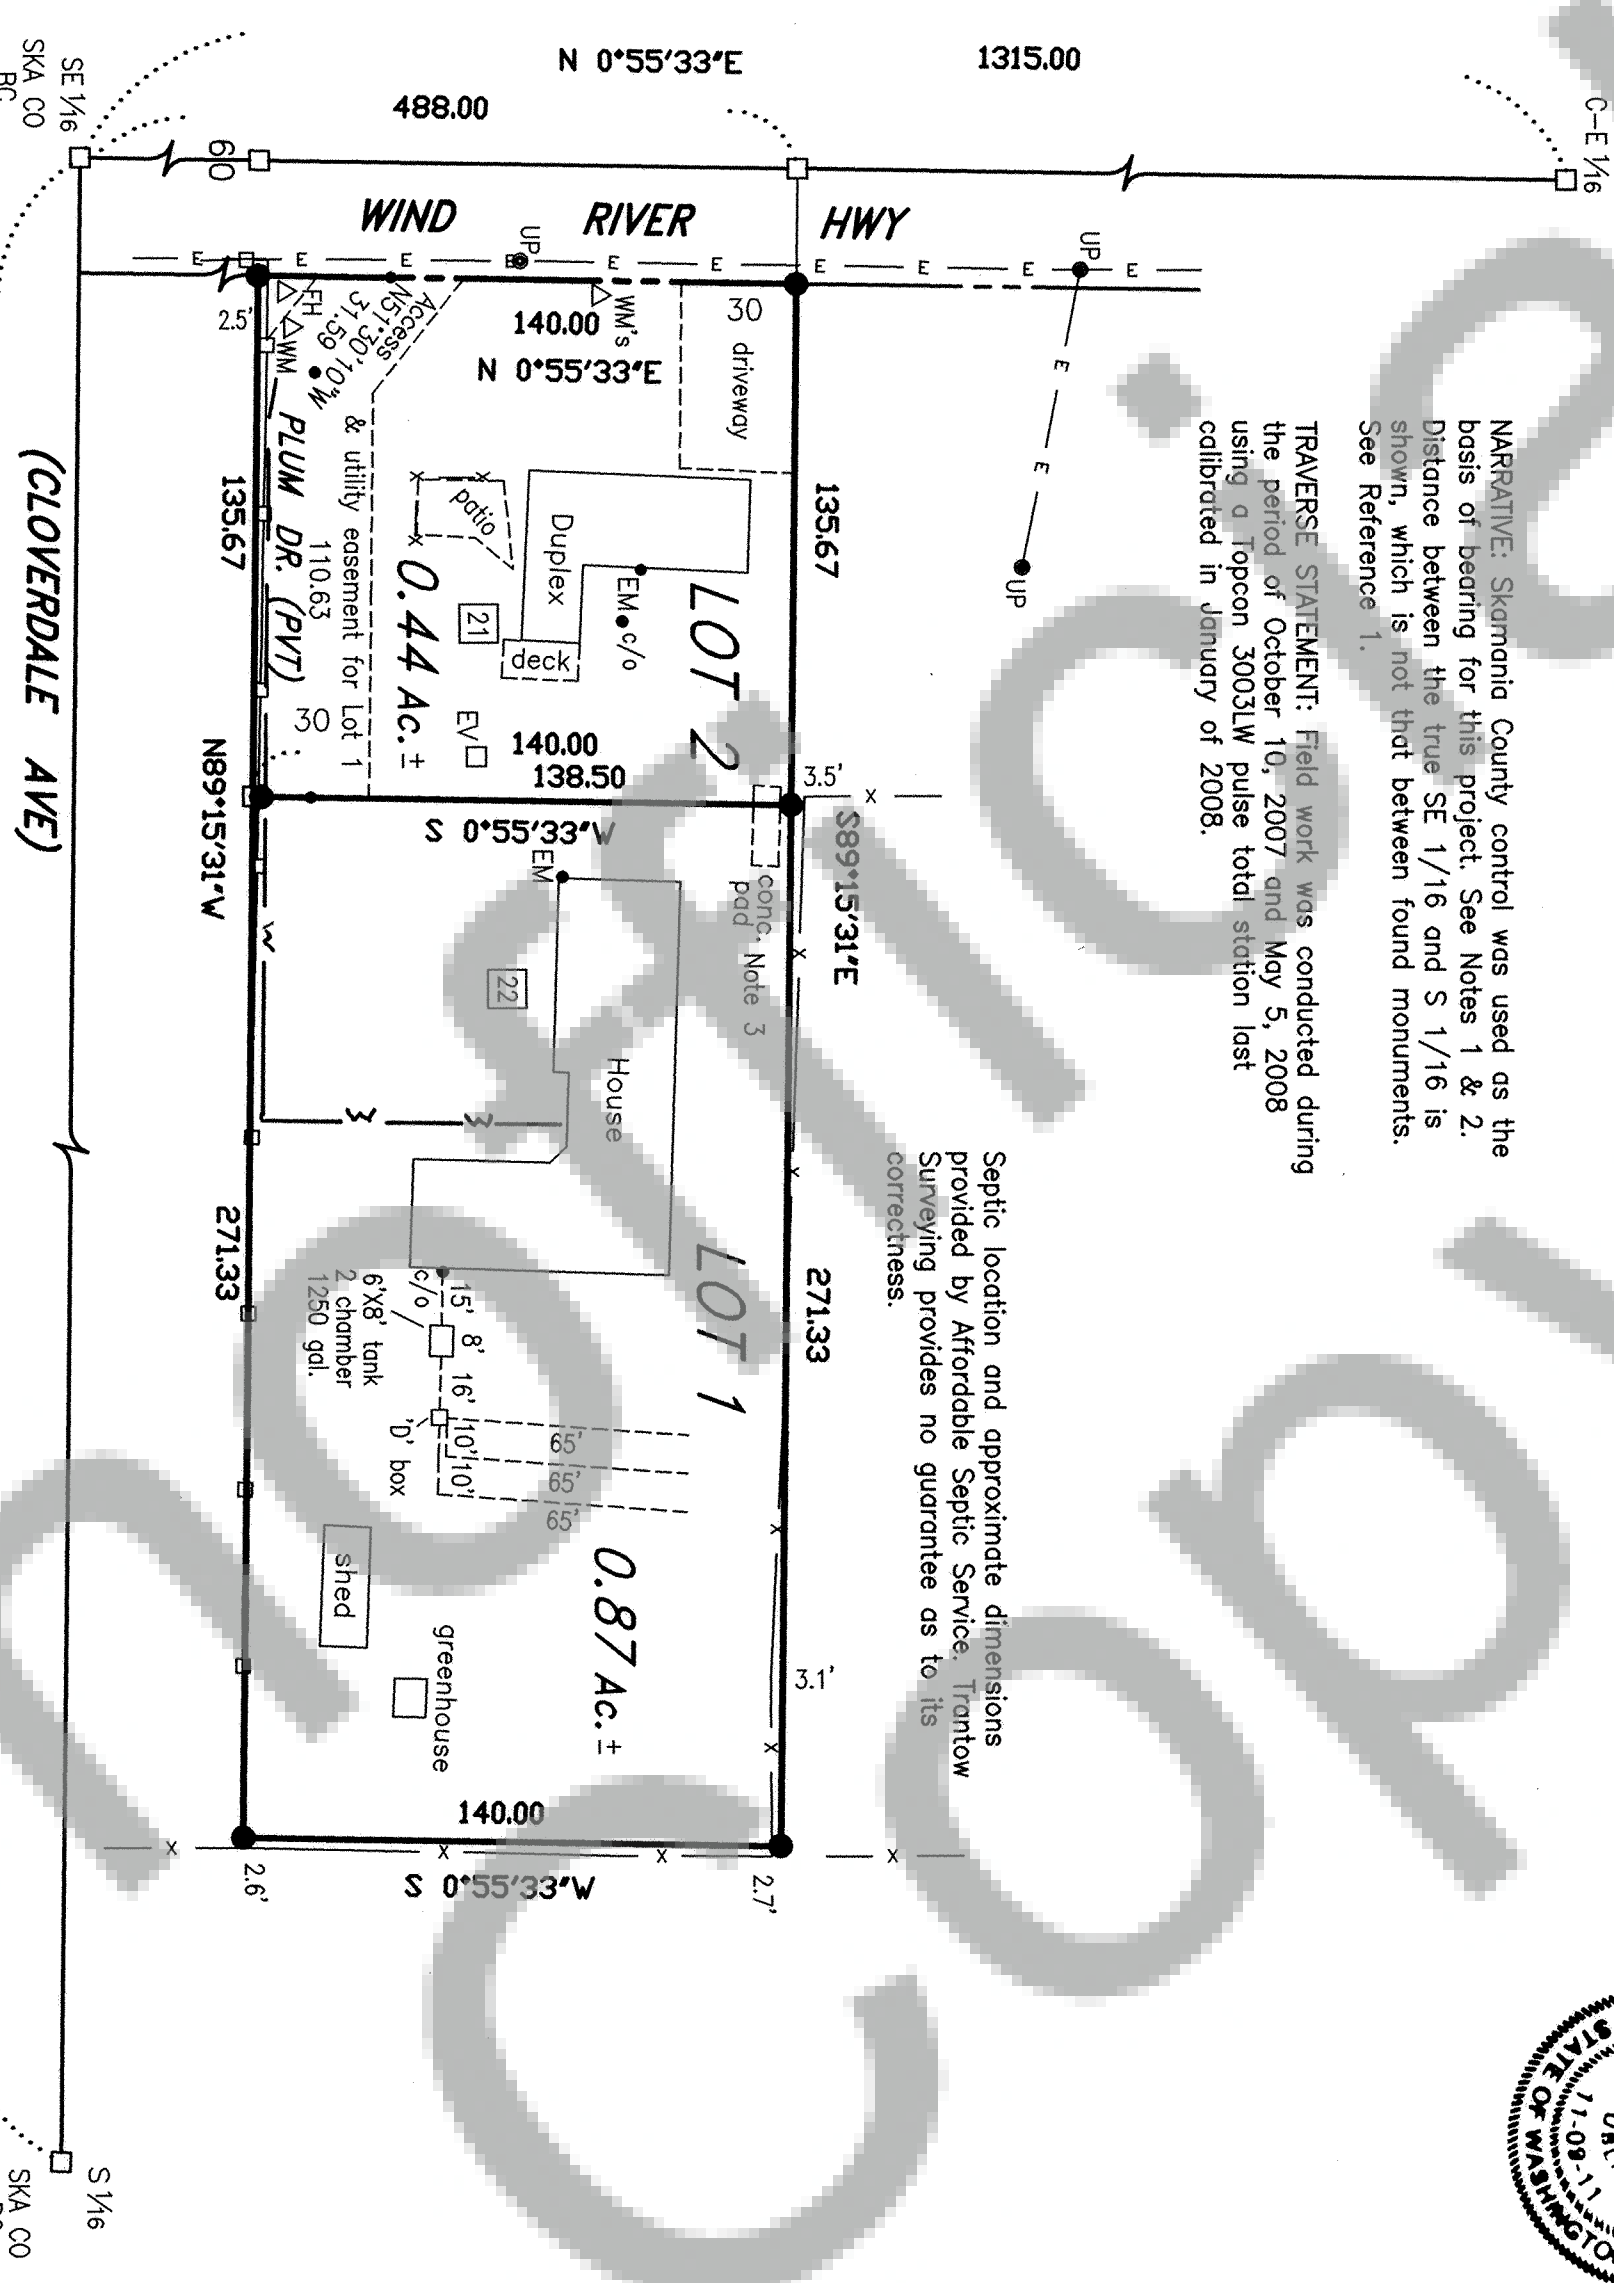 C-E 1/16
1315.00
N 0°55'33"E
488.00
60
SE 1/16
SKA CO
BC
WIND RIVER HWY
UP
UP
UP
E E E E E E E E E
E E
NARRATIVE: Skamania County control was used as the
basis of bearing for this project. See Notes 1 & 2.
Distance between the true SE 1/16 and S 1/16 is
shown, which is not that between found monuments.
See Reference 1.
TRAVERSE STATEMENT: Field work was conducted during
the period of October 10, 2007 and May 5, 2008
using a Topcon 3003LW pulse total station last
calibrated in January of 2008.
Septic location and approximate dimensions
provided by Affordable Septic Service. Trantow
Surveying provides no guarantee as to its
correctness.
135.67
S89°15'31"E
271.33
3.5'
3.1'
30
driveway
WM's
140.00
N 0°55'33"E
LOT 2
EM
c/o
Duplex
deck
patio
21
0.44 Ac.±
EV
140.00
138.50
S 0°55'33"W
Access
& utility easement for Lot 1
N51°30'10"W
31.59
FH
WM
2.5'
PLUM DR. (PVT)
110.63
30
135.67
N89°15'31"W
271.33
conc.
pad
Note 3
EM
22
House
W
W
W
LOT 1
c/o
15'
8'
16'
10'
10'
6'X8' tank
2 chamber
1250 gal.
'D' box
65'
65'
65'
0.87 Ac.±
shed
greenhouse
140.00
S 0°55'33"W
2.7'
2.6'
(CLOVERDALE AVE)
S 1/16
SKA CO
STATE OF WASHINGTO
11-09-11